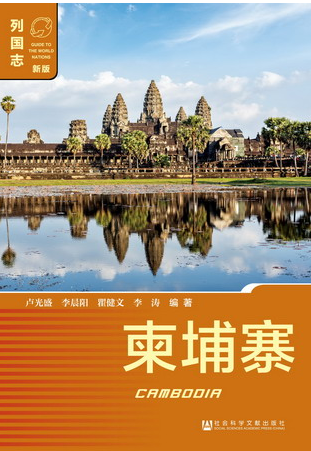 列国志
GUIDE TO
THE WORLD
NATIONS
新版
卢光盛 李晨阳 瞿健文 李涛 编著
柬埔寨
CAMBODIA
社会科学文献出版社
SOCIAL SCIENCES ACADEMIC PRESS (CHINA)